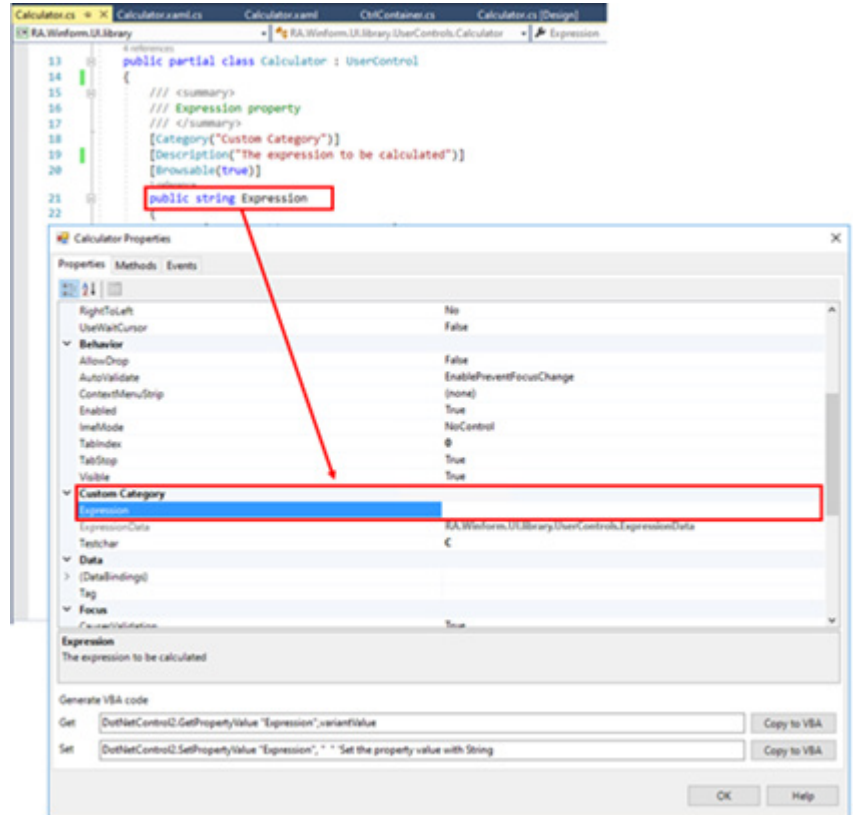 Calculator.cs Calculator.xaml.cs Calculator.xaml CtrlContainer.cs Calculator.cs [Design]
RA.Winform.UI.library RA.Winform.UI.library.UserControls.Calculator Expression
4 references
13 public partial class Calculator : UserControl
14 {
15 /// <summary>
16 /// Expression property
17 /// </summary>
18 [Category("Custom Category")]
19 [Description("The expression to be calculated")]
20 [Browsable(true)]
21 public string Expression
22 {
Calculator Properties
Properties Methods Events
RightToLeft No
UseWaitCursor False
Behavior
AllowDrop False
AutoValidate EnablePreventFocusChange
ContextMenuStrip (none)
Enabled True
ImeMode NoControl
TabIndex 0
TabStop True
Visible True
Custom Category
Expression
ExpressionData RA.Winform.UI.library.UserControls.ExpressionData
Testchar C
Data
(DataBindings)
Tag
Focus
CausesValidation True
Expression
The expression to be calculated
Generate VBA code
Get DotNetControl2.GetPropertyValue "Expression",variantValue Copy to VBA
Set DotNetControl2.SetPropertyValue "Expression", " " 'Set the property value with String Copy to VBA
OK Help